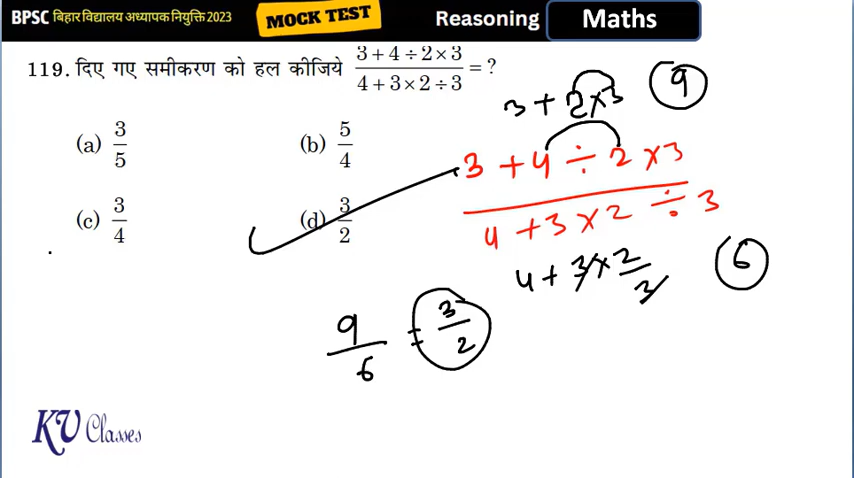 BPSC बिहार विद्यालय अध्यापक नियुक्ति 2023 MOCK TEST Reasoning Maths
119. दिए गए समीकरण को हल कीजिये (3 + 4 ÷ 2 × 3)/(4 + 3 × 2 ÷ 3) = ?
(a) 3/5 (b) 5/4
(c) 3/4 (d) 3/2
3 + 2 × 3 9
3 + 4 ÷ 2 × 3
4 + 3 × 2 ÷ 3
4 + 3 × 2/3 6
9/6 = 3/2
KV Classes